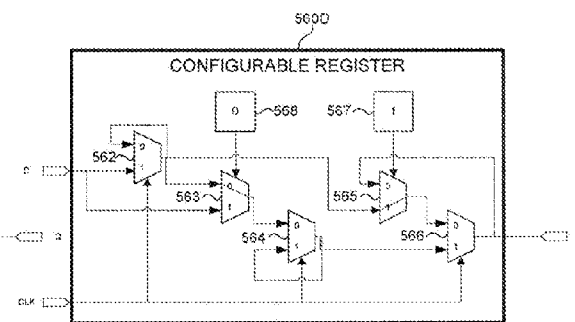 560D
CONFIGURABLE REGISTER
0 568 567 1
562 0 1
D
563 0 1
565 0 1
564 0 1
566 0 1
Q
CLK